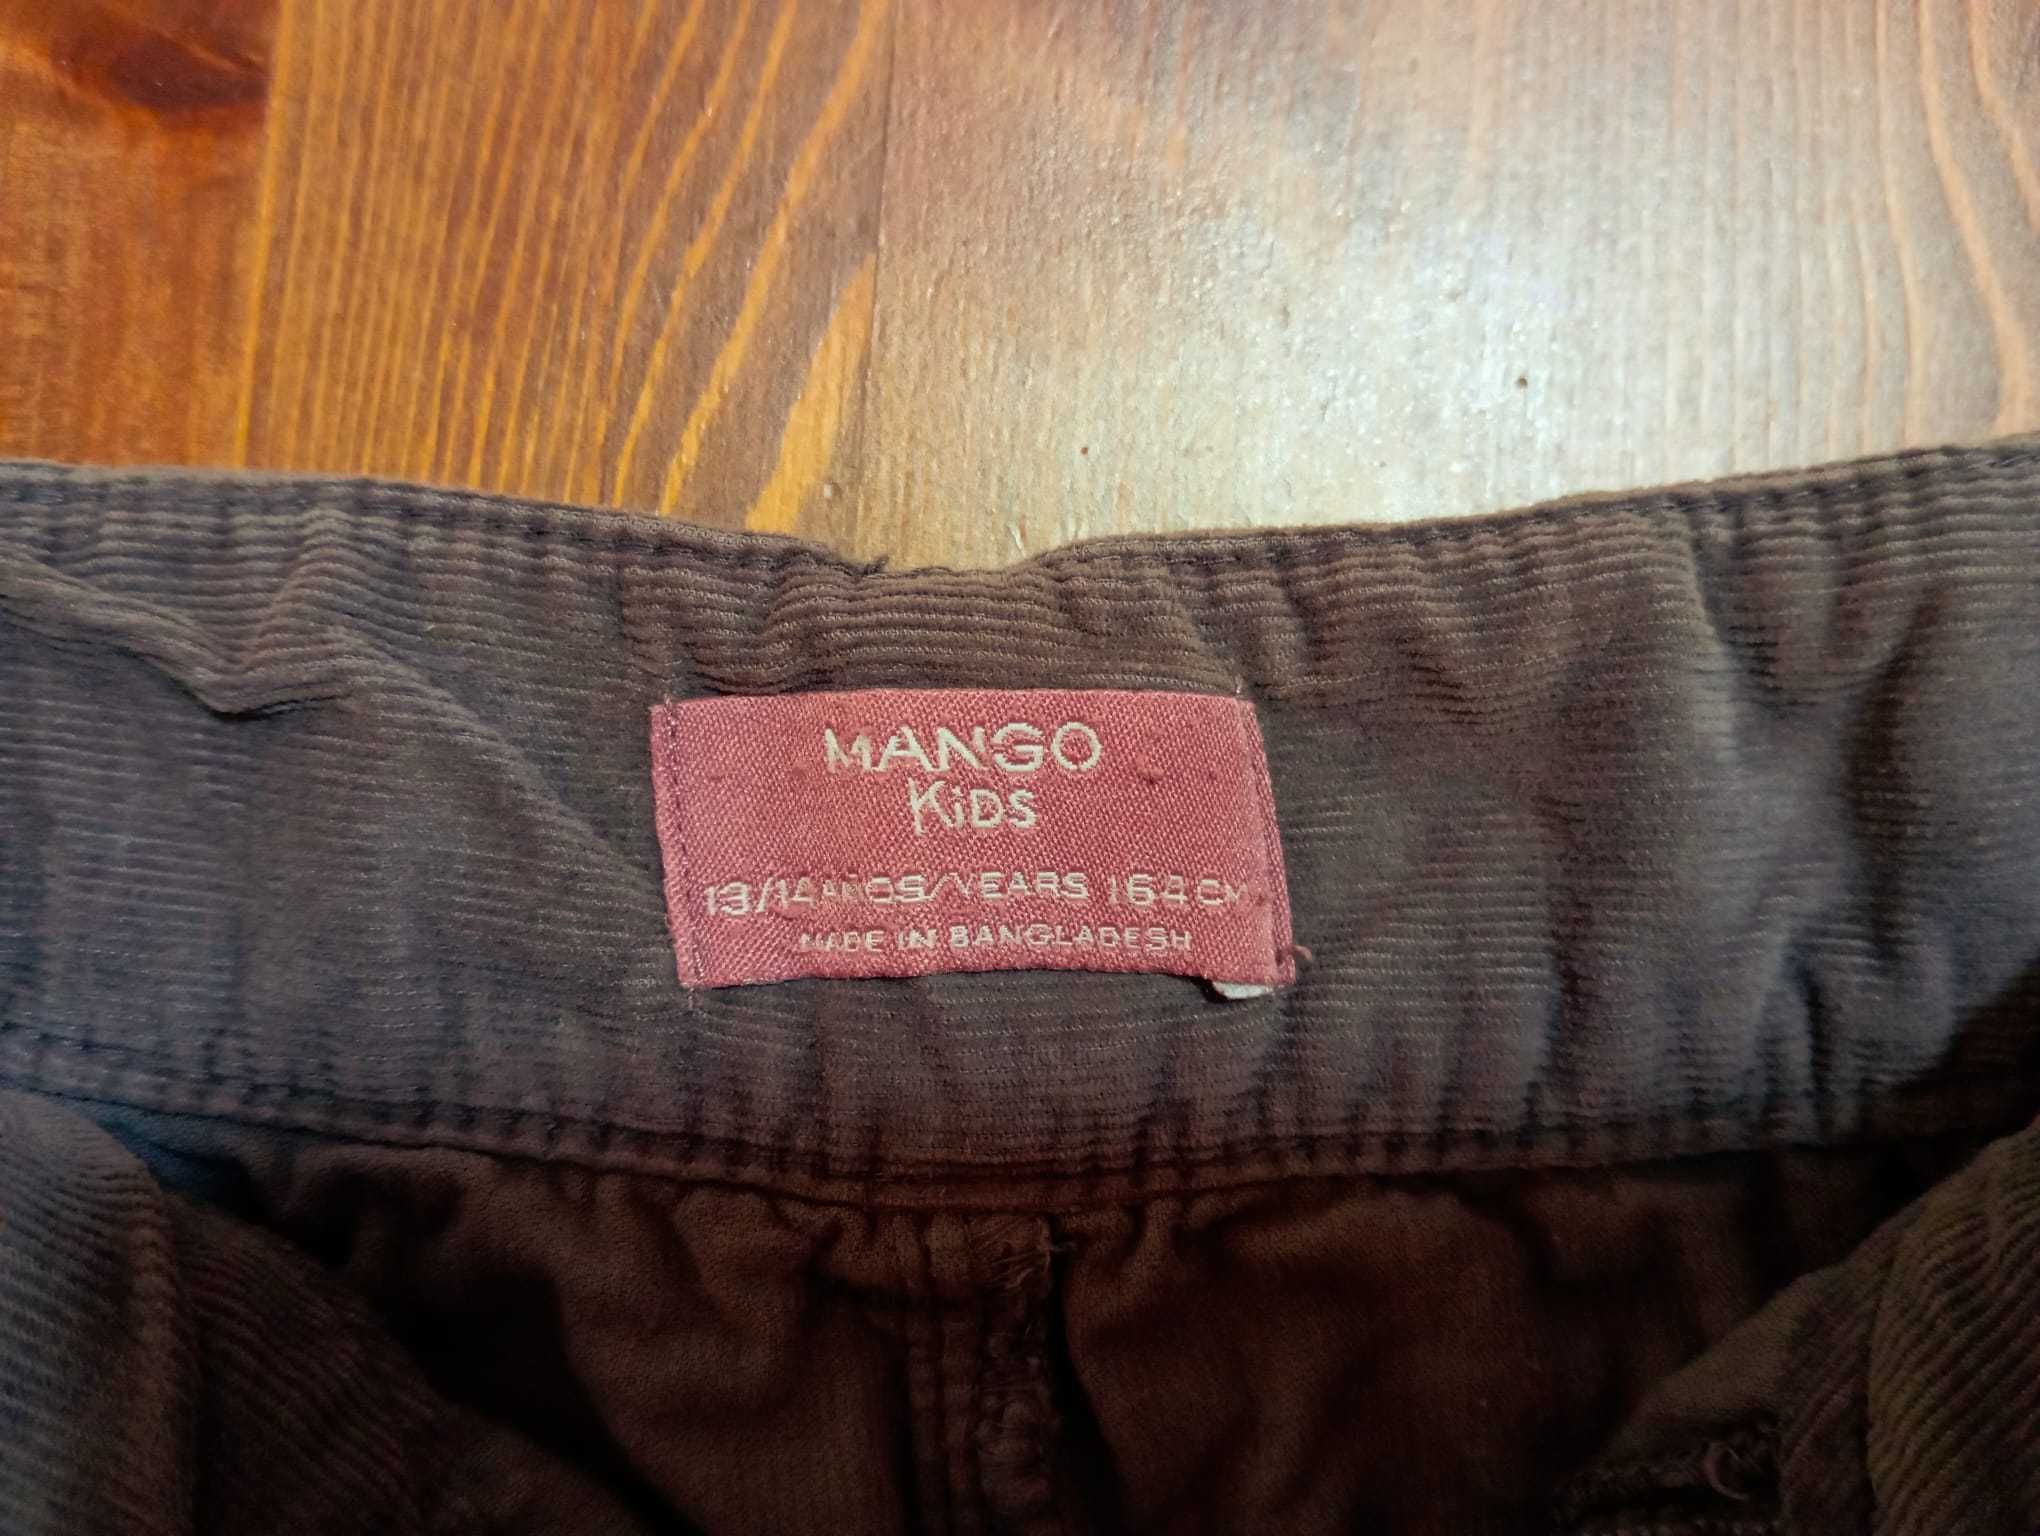 MANGO
KiDS
13/14 AÑOS/YEARS 164 CM
MADE IN BANGLADESH